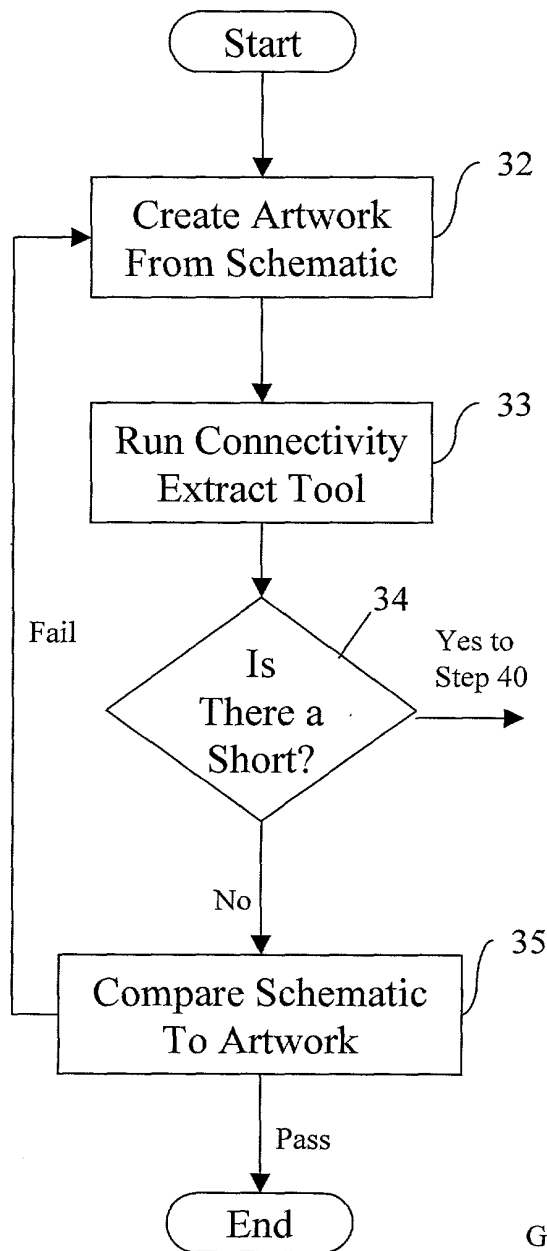 Start
32
Create Artwork
From Schematic
33
Run Connectivity
Extract Tool
34
Is
There a
Short?
Yes to
Step 40
Fail
No
35
Compare Schematic
To Artwork
Pass
End
G